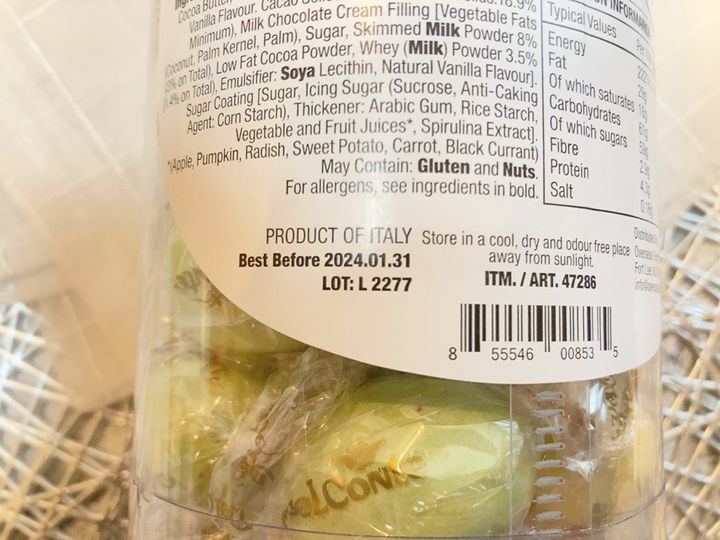 Cocoa Butter,
Vanilla Flavour, Cacao Solids 18.9%
Minimum), Milk Chocolate Cream Filling [Vegetable Fats
(Coconut, Palm Kernel, Palm), Sugar, Skimmed Milk Powder 8%
on Total), Low Fat Cocoa Powder, Whey (Milk) Powder 3.5%
on Total), Emulsifier: Soya Lecithin, Natural Vanilla Flavour].
Sugar Coating [Sugar, Icing Sugar (Sucrose, Anti-Caking
Agent: Corn Starch), Thickener: Arabic Gum, Rice Starch,
Vegetable and Fruit Juices*, Spirulina Extract].
*(Apple, Pumpkin, Radish, Sweet Potato, Carrot, Black Currant)
May Contain: Gluten and Nuts.
For allergens, see ingredients in bold.
Typical Values
Energy
Fat
Of which saturates
Carbohydrates
Of which sugars
Fibre
Protein
Salt
PRODUCT OF ITALY
Best Before 2024.01.31
LOT: L 2277
Store in a cool, dry and odour free place
away from sunlight.
ITM. / ART. 47286
8 55546 00853 5